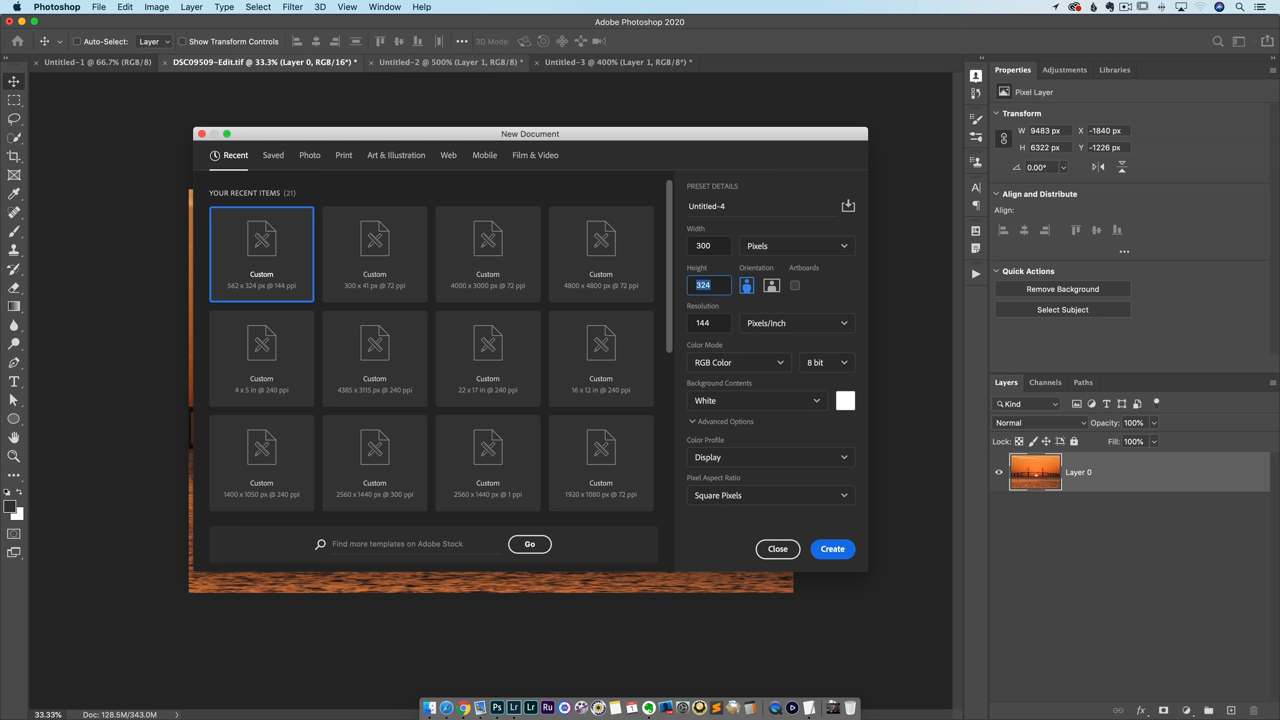 Photoshop File Edit Image Layer Type Select Filter 3D View Window Help
Adobe Photoshop 2020
Auto-Select: Layer Show Transform Controls 3D Mode:
Untitled-1 @ 66.7% (RGB/8) DSC09509-Edit.tif @ 33.3% (Layer 0, RGB/16*) * Untitled-2 @ 500% (Layer 1, RGB/8) * Untitled-3 @ 400% (Layer 1, RGB/8*) *
New Document
Recent Saved Photo Print Art & Illustration Web Mobile Film & Video
YOUR RECENT ITEMS (21)
Custom
562 x 324 px @ 144 ppi
Custom
300 x 41 px @ 72 ppi
Custom
4000 x 3000 px @ 72 ppi
Custom
4800 x 4800 px @ 72 ppi
Custom
4 x 5 in @ 240 ppi
Custom
4385 x 3115 px @ 240 ppi
Custom
22 x 17 in @ 240 ppi
Custom
16 x 12 in @ 240 ppi
Custom
1400 x 1050 px @ 240 ppi
Custom
2560 x 1440 px @ 300 ppi
Custom
2560 x 1440 px @ 1 ppi
Custom
1920 x 1080 px @ 72 ppi
Find more templates on Adobe Stock Go
PRESET DETAILS
Untitled-4
Width
300 Pixels
Height Orientation Artboards
324
Resolution
144 Pixels/Inch
Color Mode
RGB Color 8 bit
Background Contents
White
Advanced Options
Color Profile
Display
Pixel Aspect Ratio
Square Pixels
Close Create
Properties Adjustments Libraries
Pixel Layer
Transform
W 9483 px X -1840 px
H 6322 px Y -1226 px
0.00°
Align and Distribute
Align:
Quick Actions
Remove Background
Select Subject
Layers Channels Paths
Kind
Normal Opacity: 100%
Lock: Fill: 100%
Layer 0
33.33% Doc: 128.5M/343.0M
Ps Lr Lr Ru